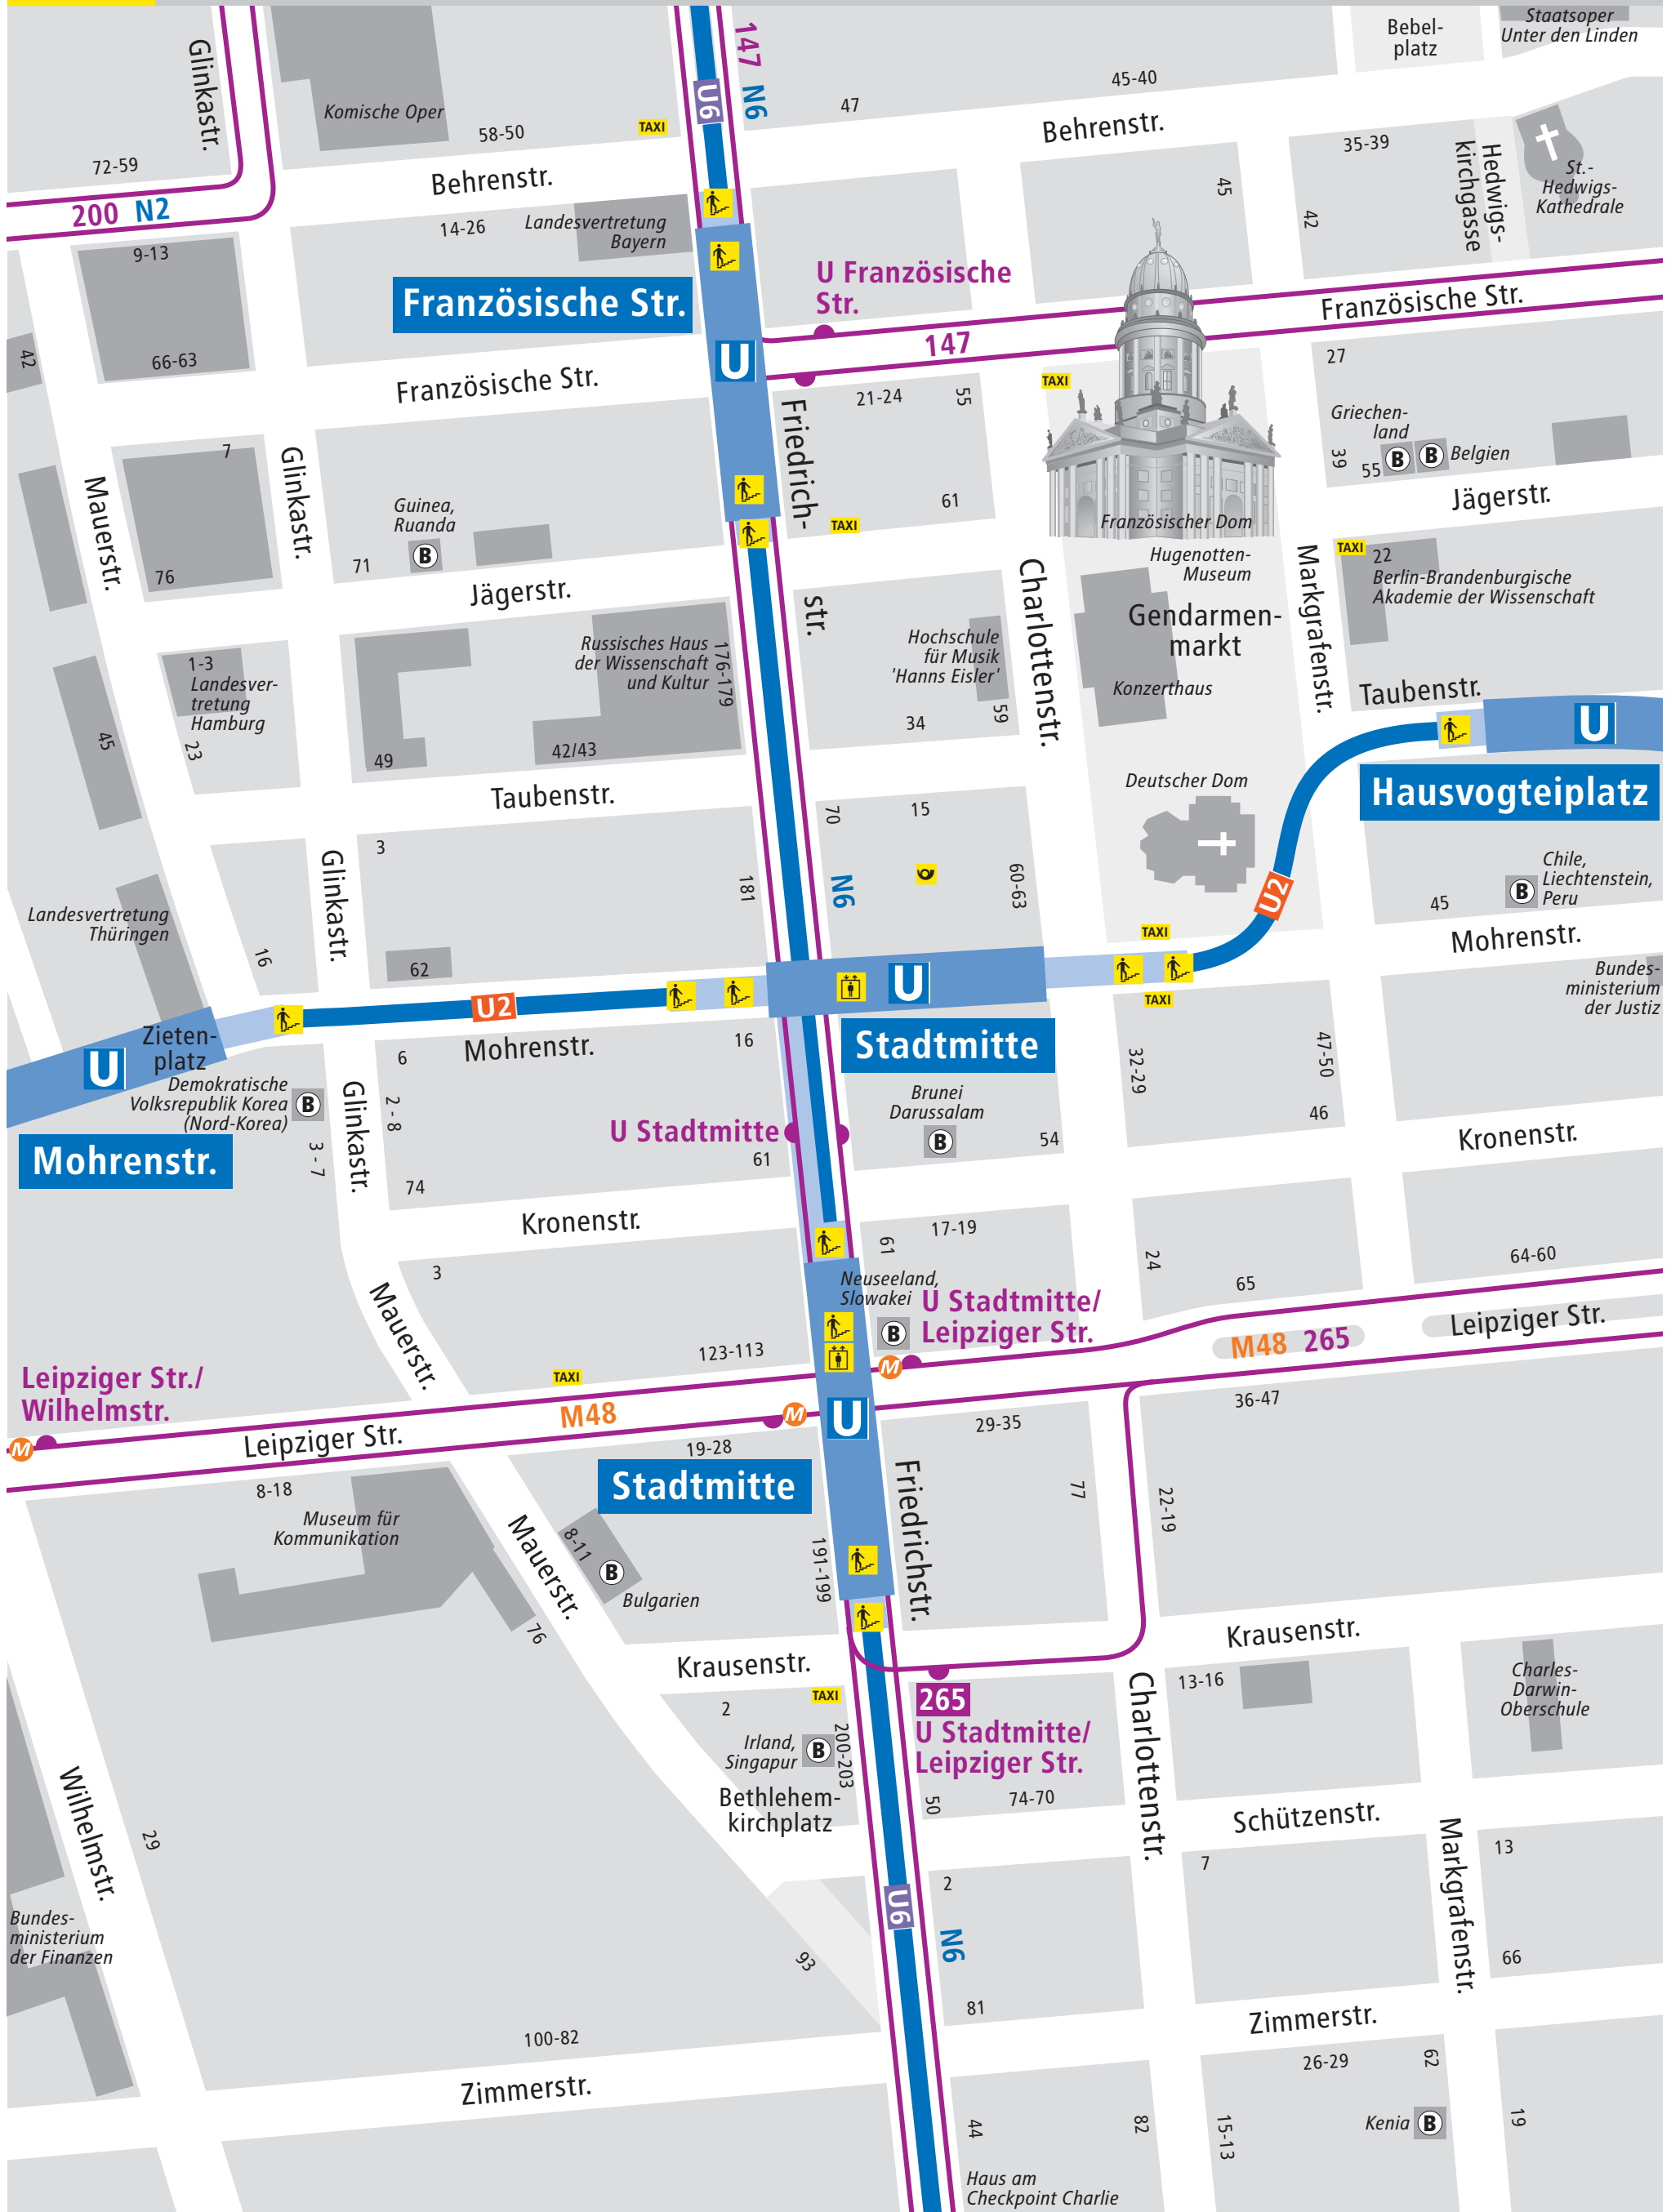 Glinkastr.
Komische Oper
72-59
58-50
TAXI
200 N2
Behrenstr.
U6
147 N6
47
45-40
Behrenstr.
Bebel-
platz
Staatsoper
Unter den Linden
35-39
Hedwigs-
kirchgasse
St.-
Hedwigs-
Kathedrale
45
42
9-13
14-26
Landesvertretung
Bayern
Französische Str.
U Französische
Str.
147
Französische Str.
42
66-63
Französische Str.
U
TAXI
27
21-24
55
Friedrich-
str.
Griechen-
land
B
B
Belgien
39
55
Jägerstr.
Mauerstr.
7
Glinkastr.
76
Guinea,
Ruanda
B
71
Jägerstr.
TAXI
61
Französischer Dom
Hugenotten-
Museum
Charlottenstr.
Gendarmen-
markt
Konzerthaus
Markgrafenstr.
TAXI
22
Berlin-Brandenburgische
Akademie der Wissenschaft
1-3
Landesver-
tretung
Hamburg
23
45
Russisches Haus
der Wissenschaft
und Kultur
176-179
49
42/43
Taubenstr.
Hochschule
für Musik
'Hanns Eisler'
34
59
Taubenstr.
U
Hausvogteiplatz
Deutscher Dom
70
15
60-63
N6
181
3
Glinkastr.
U2
Chile,
Liechtenstein,
Peru
B
45
Mohrenstr.
Landesvertretung
Thüringen
16
62
TAXI
TAXI
Bundes-
ministerium
der Justiz
U2
U
Stadtmitte
Zieten-
platz
U
Mohrenstr.
Demokratische
Volksrepublik Korea
(Nord-Korea)
B
3 - 7
Glinkastr.
6
2 - 8
74
Mohrenstr.
16
U Stadtmitte
61
Brunei
Darussalam
B
54
32-29
47-50
46
Kronenstr.
Kronenstr.
3
61
17-19
24
65
64-60
Neuseeland,
Slowakei
B
U Stadtmitte/
Leipziger Str.
M
M48 265
Leipziger Str.
Mauerstr.
123-113
TAXI
M48
M
Leipziger Str./
Wilhelmstr.
M
Leipziger Str.
U
36-47
29-35
19-28
Stadtmitte
8-18
Museum für
Kommunikation
Mauerstr.
8-11
B
Bulgarien
76
191-199
Friedrichstr.
77
22-19
Krausenstr.
Krausenstr.
TAXI
2
Irland,
Singapur
B
200-203
Bethlehem-
kirchplatz
265
U Stadtmitte/
Leipziger Str.
50
74-70
Charlottenstr.
13-16
Charles-
Darwin-
Oberschule
Schützenstr.
Wilhelmstr.
29
Bundes-
ministerium
der Finanzen
93
U6
2
N6
81
7
Markgrafenstr.
13
66
Zimmerstr.
100-82
Zimmerstr.
26-29
62
Kenia
B
44
82
15-13
19
Haus am
Checkpoint Charlie